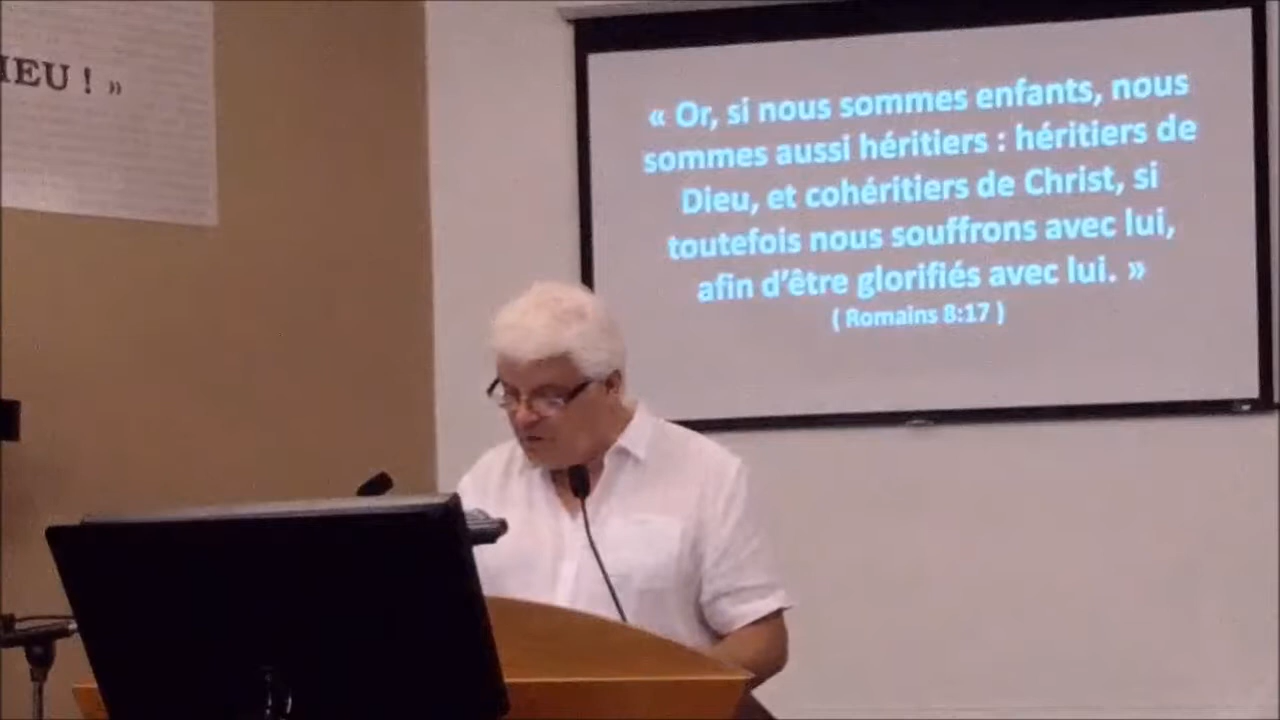 IEU ! »
« Or, si nous sommes enfants, nous
sommes aussi héritiers : héritiers de
Dieu, et cohéritiers de Christ, si
toutefois nous souffrons avec lui,
afin d'être glorifiés avec lui. »
( Romains 8:17 )